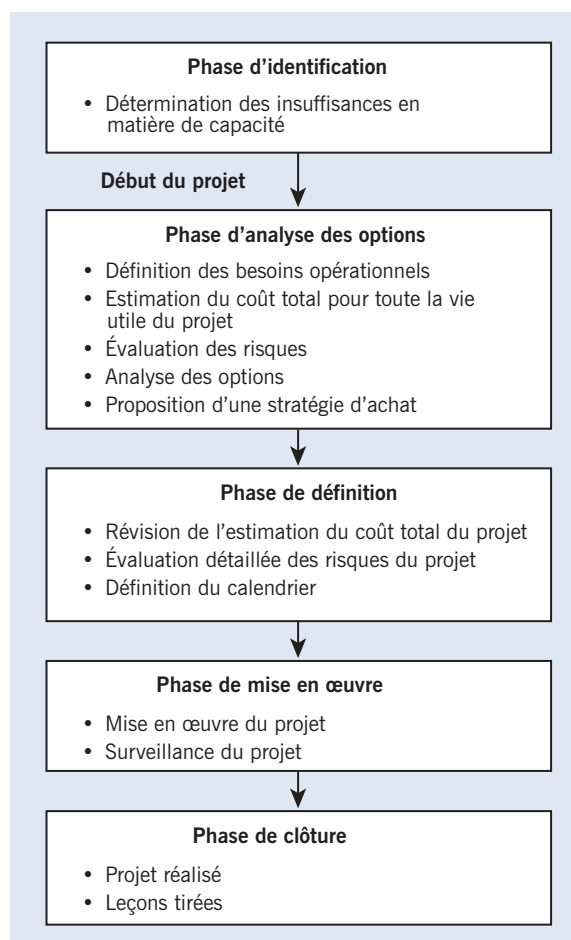 Phase d'identification
• Détermination des insuffisances en
matière de capacité
Début du projet
Phase d'analyse des options
• Définition des besoins opérationnels
• Estimation du coût total pour toute la vie
utile du projet
• Évaluation des risques
• Analyse des options
• Proposition d'une stratégie d'achat
Phase de définition
• Révision de l'estimation du coût total du projet
• Évaluation détaillée des risques du projet
• Définition du calendrier
Phase de mise en œuvre
• Mise en œuvre du projet
• Surveillance du projet
Phase de clôture
• Projet réalisé
• Leçons tirées